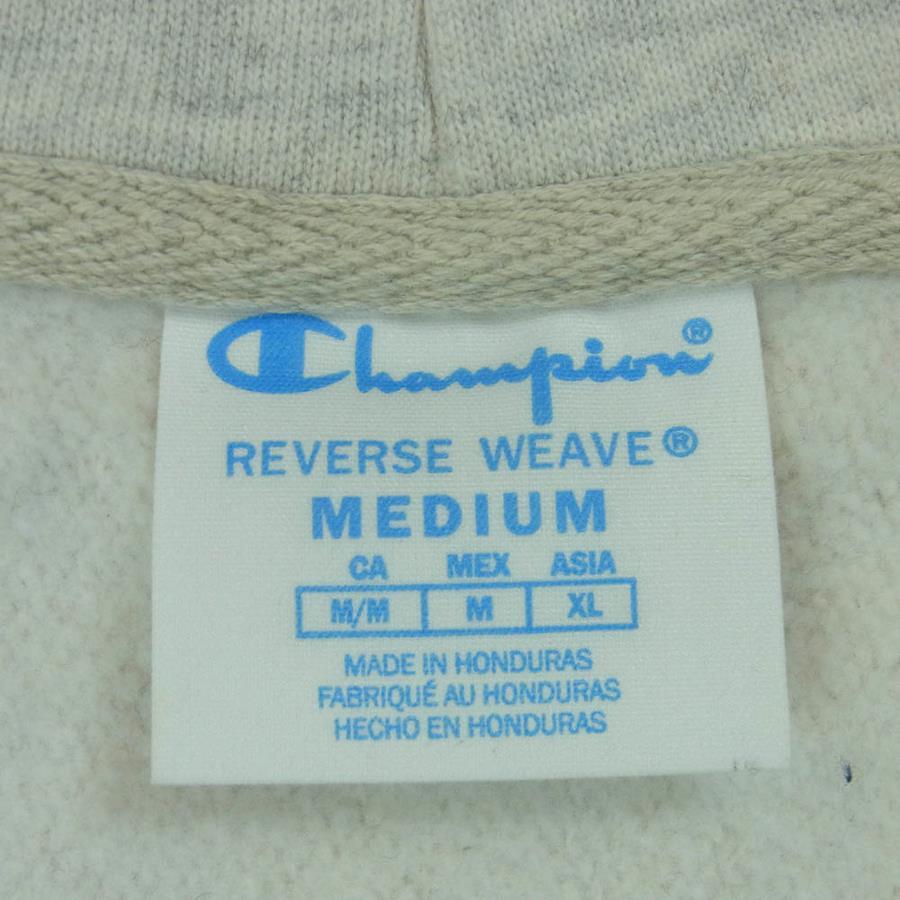 Champion®
REVERSE WEAVE®
MEDIUM
CA MEX ASIA
M/M M XL
MADE IN HONDURAS
FABRIQUÉ AU HONDURAS
HECHO EN HONDURAS